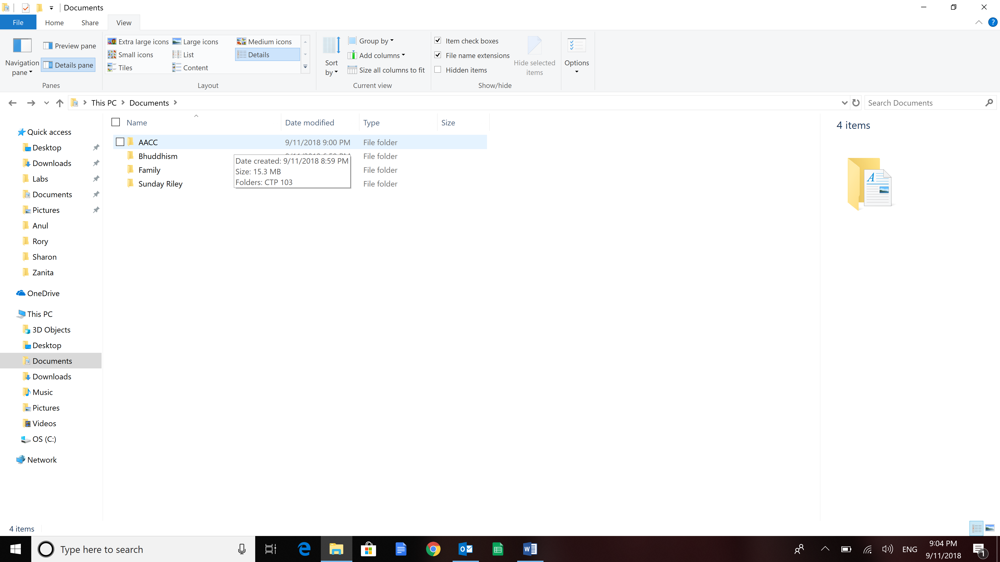 Documents
File Home Share View
Extra large icons Large icons Medium icons
Small icons List Details
Tiles Content
Navigation pane
Preview pane
Details pane
Sort by
Group by
Add columns
Size all columns to fit
Item check boxes
File name extensions
Hidden items
Hide selected items
Options
Panes Layout Current view Show/hide
This PC Documents
Search Documents
Name Date modified Type Size
AACC 9/11/2018 9:00 PM File folder
Bhuddhism File folder
Family File folder
Sunday Riley File folder
Date created: 9/11/2018 8:59 PM
Size: 15.3 MB
Folders: CTP 103
4 items
Quick access
Desktop
Downloads
Labs
Documents
Pictures
Anul
Rory
Sharon
Zanita
OneDrive
This PC
3D Objects
Desktop
Documents
Downloads
Music
Pictures
Videos
OS (C:)
Network
4 items
Type here to search
ENG
9:04 PM
9/11/2018
1